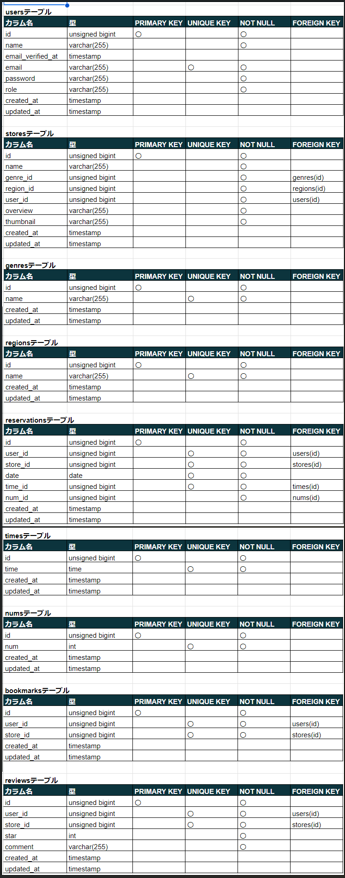 usersテーブル
カラム名 型 PRIMARY KEY UNIQUE KEY NOT NULL FOREIGN KEY
id unsigned bigint ○ ○
name varchar(255) ○
email_verified_at timestamp
email varchar(255) ○ ○
password varchar(255) ○
role varchar(255) ○
created_at timestamp
updated_at timestamp
storesテーブル
カラム名 型 PRIMARY KEY UNIQUE KEY NOT NULL FOREIGN KEY
id unsigned bigint ○ ○
name varchar(255) ○
genre_id unsigned bigint ○ genres(id)
region_id unsigned bigint ○ regions(id)
user_id unsigned bigint ○ users(id)
overview varchar(255) ○
thumbnail varchar(255) ○
created_at timestamp
updated_at timestamp
genresテーブル
カラム名 型 PRIMARY KEY UNIQUE KEY NOT NULL FOREIGN KEY
id unsigned bigint ○ ○
name varchar(255) ○ ○
created_at timestamp
updated_at timestamp
regionsテーブル
カラム名 型 PRIMARY KEY UNIQUE KEY NOT NULL FOREIGN KEY
id unsigned bigint ○ ○
name varchar(255) ○ ○
created_at timestamp
updated_at timestamp
reservationsテーブル
カラム名 型 PRIMARY KEY UNIQUE KEY NOT NULL FOREIGN KEY
id unsigned bigint ○ ○
user_id unsigned bigint ○ ○ users(id)
store_id unsigned bigint ○ ○ stores(id)
date date ○ ○
time_id unsigned bigint ○ ○ times(id)
num_id unsigned bigint ○ nums(id)
created_at timestamp
updated_at timestamp
timesテーブル
カラム名 型 PRIMARY KEY UNIQUE KEY NOT NULL FOREIGN KEY
id unsigned bigint ○ ○
time time ○ ○
created_at timestamp
updated_at timestamp
numsテーブル
カラム名 型 PRIMARY KEY UNIQUE KEY NOT NULL FOREIGN KEY
id unsigned bigint ○ ○
num int ○ ○
created_at timestamp
updated_at timestamp
bookmarksテーブル
カラム名 型 PRIMARY KEY UNIQUE KEY NOT NULL FOREIGN KEY
id unsigned bigint ○ ○
user_id unsigned bigint ○ ○ users(id)
store_id unsigned bigint ○ ○ stores(id)
created_at timestamp
updated_at timestamp
reviewsテーブル
カラム名 型 PRIMARY KEY UNIQUE KEY NOT NULL FOREIGN KEY
id unsigned bigint ○ ○
user_id unsigned bigint ○ ○ users(id)
store_id unsigned bigint ○ ○ stores(id)
star int ○
comment varchar(255) ○
created_at timestamp
updated_at timestamp